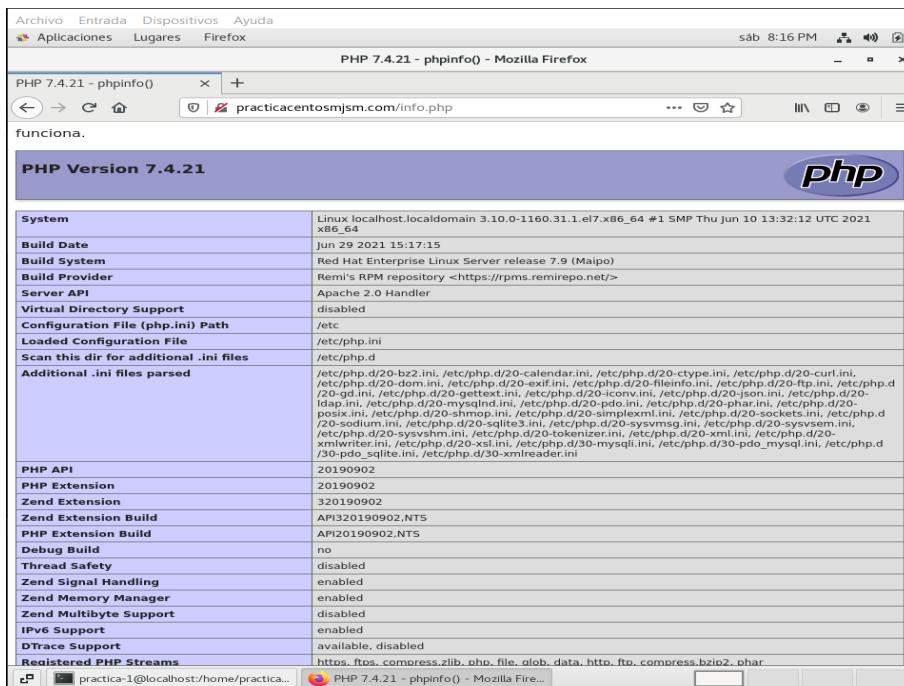 Archivo Entrada Dispositivos Ayuda
Aplicaciones Lugares Firefox sáb 8:16 PM
PHP 7.4.21 - phpinfo() - Mozilla Firefox
PHP 7.4.21 - phpinfo()
practicacentosmjsm.com/info.php
funciona.
PHP Version 7.4.21
php
System Linux localhost.localdomain 3.10.0-1160.31.1.el7.x86_64 #1 SMP Thu Jun 10 13:32:12 UTC 2021
x86_64
Build Date Jun 29 2021 15:17:15
Build System Red Hat Enterprise Linux Server release 7.9 (Maipo)
Build Provider Remi's RPM repository <https://rpms.remirepo.net/>
Server API Apache 2.0 Handler
Virtual Directory Support disabled
Configuration File (php.ini) Path /etc
Loaded Configuration File /etc/php.ini
Scan this dir for additional .ini files /etc/php.d
Additional .ini files parsed /etc/php.d/20-bz2.ini, /etc/php.d/20-calendar.ini, /etc/php.d/20-ctype.ini, /etc/php.d/20-curl.ini,
/etc/php.d/20-dom.ini, /etc/php.d/20-exif.ini, /etc/php.d/20-fileinfo.ini, /etc/php.d/20-ftp.ini, /etc/php.d
/20-gd.ini, /etc/php.d/20-gettext.ini, /etc/php.d/20-iconv.ini, /etc/php.d/20-json.ini, /etc/php.d/20-
ldap.ini, /etc/php.d/20-mysqlnd.ini, /etc/php.d/20-pdo.ini, /etc/php.d/20-phar.ini, /etc/php.d/20-
posix.ini, /etc/php.d/20-shmop.ini, /etc/php.d/20-simplexml.ini, /etc/php.d/20-sockets.ini, /etc/php.d
/20-sodium.ini, /etc/php.d/20-sqlite3.ini, /etc/php.d/20-sysvmsg.ini, /etc/php.d/20-sysvsem.ini,
/etc/php.d/20-sysvshm.ini, /etc/php.d/20-tokenizer.ini, /etc/php.d/20-xml.ini, /etc/php.d/20-
xmlwriter.ini, /etc/php.d/20-xsl.ini, /etc/php.d/30-mysqli.ini, /etc/php.d/30-pdo_mysql.ini, /etc/php.d
/30-pdo_sqlite.ini, /etc/php.d/30-xmlreader.ini
PHP API 20190902
PHP Extension 20190902
Zend Extension 320190902
Zend Extension Build API320190902,NTS
PHP Extension Build API20190902,NTS
Debug Build no
Thread Safety disabled
Zend Signal Handling enabled
Zend Memory Manager enabled
Zend Multibyte Support disabled
IPv6 Support enabled
DTrace Support available, disabled
Registered PHP Streams https, ftps, compress.zlib, php, file, glob, data, http, ftp, compress.bzip2, phar
practica-1@localhost:/home/practica... PHP 7.4.21 - phpinfo() - Mozilla Fire...